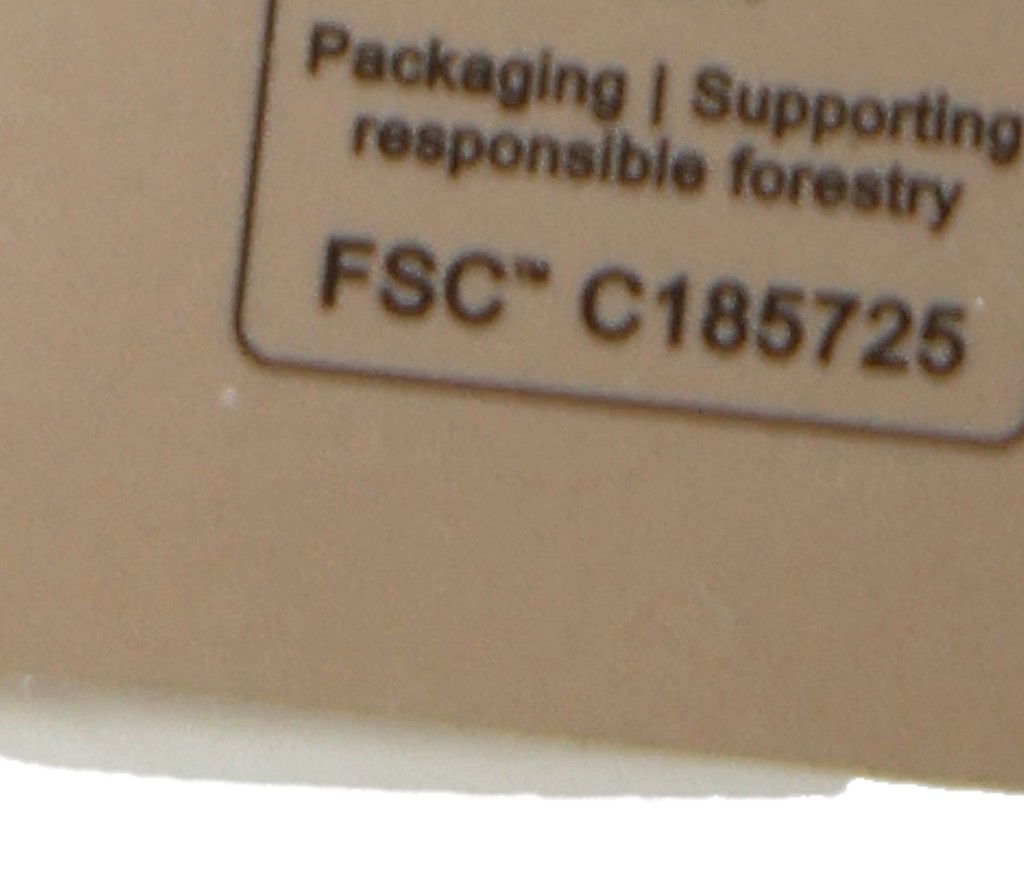 Packaging | Supporting
responsible forestry
FSC™ C185725